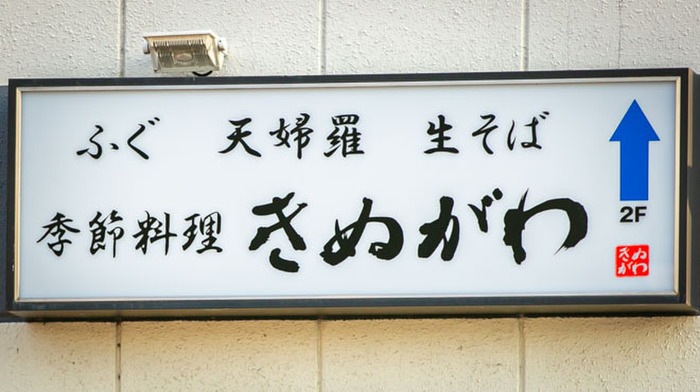 ふぐ 天婦羅 生そば
季節料理 きぬがわ
2F
きぬがわ